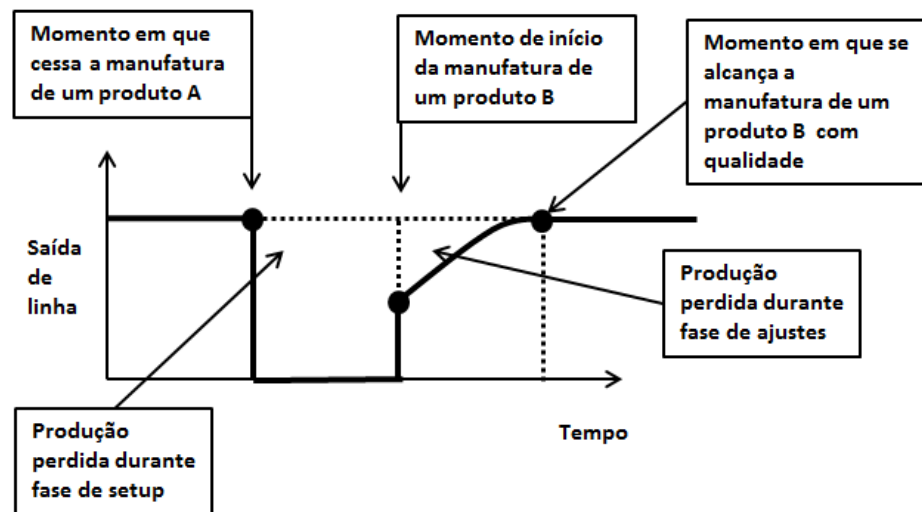 Momento em que
cessa a manufatura
de um produto A
Momento de início
da manufatura de
um produto B
Momento em que se
alcança a
manufatura de um
produto B com
qualidade
Saída
de
linha
Produção
perdida durante
fase de ajustes
Produção
perdida durante
fase de setup
Tempo